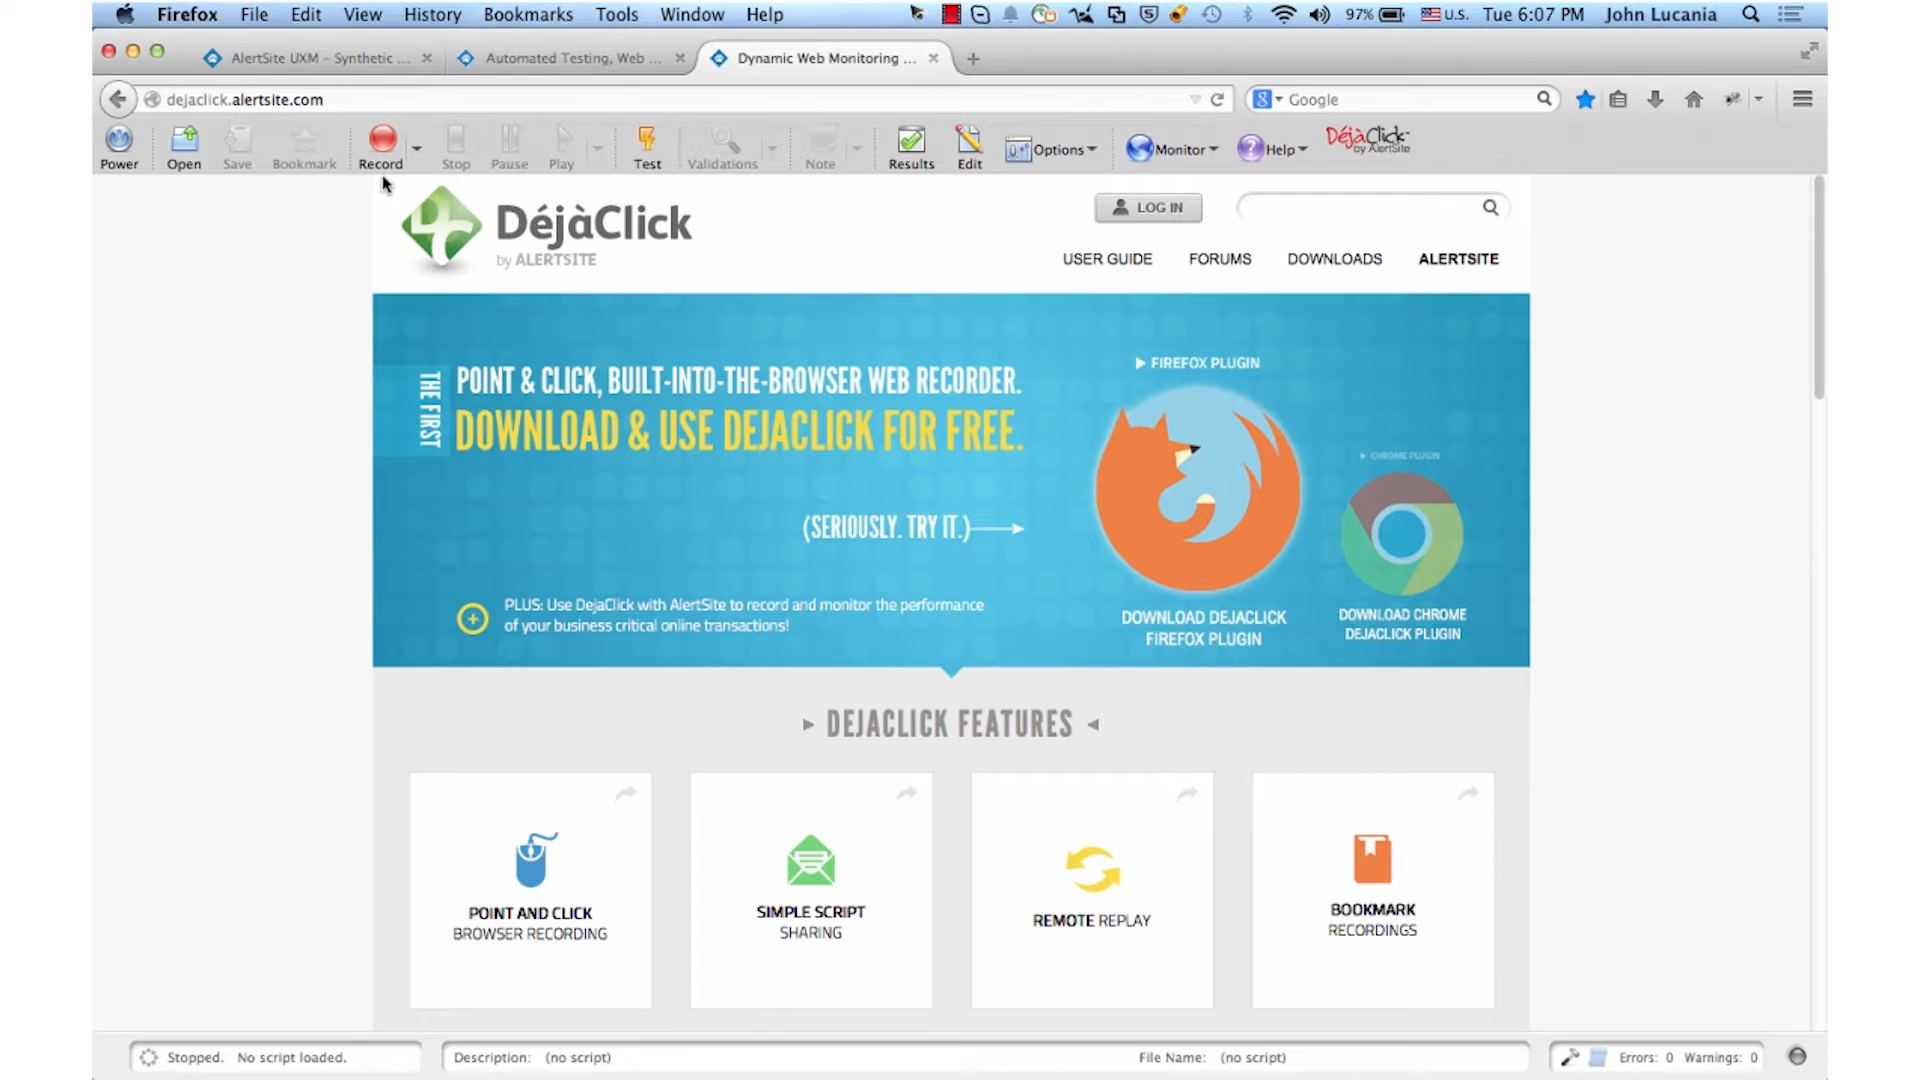 Firefox File Edit View History Bookmarks Tools Window Help 97% U.S. Tue 6:07 PM John Lucania
AlertSite UXM – Synthetic ... Automated Testing, Web ... Dynamic Web Monitoring ...
dejaclick.alertsite.com Google
Power Open Save Bookmark Record Stop Pause Play Test Validations Note Results Edit Options Monitor Help DéjàClick by AlertSite
DC DéjàClick
by ALERTSITE
LOG IN
USER GUIDE FORUMS DOWNLOADS ALERTSITE
THE FIRST
POINT & CLICK, BUILT-INTO-THE-BROWSER WEB RECORDER.
DOWNLOAD & USE DEJACLICK FOR FREE.
(SERIOUSLY. TRY IT.)
PLUS: Use DejaClick with AlertSite to record and monitor the performance
of your business critical online transactions!
FIREFOX PLUGIN
DOWNLOAD DEJACLICK
FIREFOX PLUGIN
CHROME PLUGIN
DOWNLOAD CHROME
DEJACLICK PLUGIN
DEJACLICK FEATURES
POINT AND CLICK
BROWSER RECORDING
SIMPLE SCRIPT
SHARING
REMOTE REPLAY
BOOKMARK
RECORDINGS
Stopped. No script loaded. Description: (no script) File Name: (no script) Errors: 0 Warnings: 0